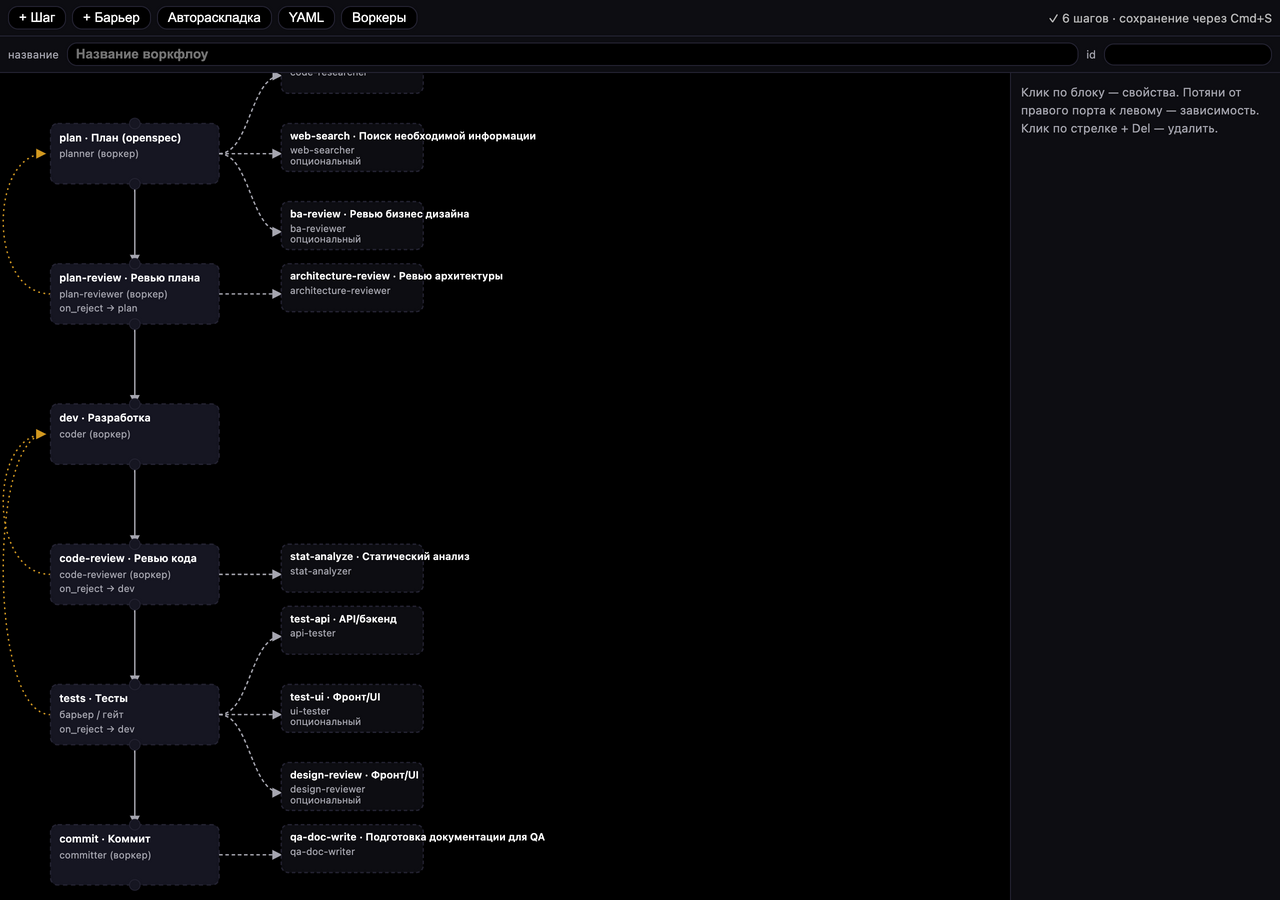 + Шаг
+ Барьер
Автораскладка
YAML
Воркеры
✓ 6 шагов · сохранение через Cmd+S
название
Название воркфлоу
id
Клик по блоку — свойства. Потяни от
правого порта к левому — зависимость.
Клик по стрелке + Del — удалить.
code-researcher
plan · План (openspec)
planner (воркер)
web-search · Поиск необходимой информации
web-searcher
опциональный
ba-review · Ревью бизнес дизайна
ba-reviewer
опциональный
plan-review · Ревью плана
plan-reviewer (воркер)
on_reject → plan
architecture-review · Ревью архитектуры
architecture-reviewer
dev · Разработка
coder (воркер)
code-review · Ревью кода
code-reviewer (воркер)
on_reject → dev
stat-analyze · Статический анализ
stat-analyzer
test-api · API/бэкенд
api-tester
tests · Тесты
барьер / гейт
on_reject → dev
test-ui · Фронт/UI
ui-tester
опциональный
design-review · Фронт/UI
design-reviewer
опциональный
commit · Коммит
committer (воркер)
qa-doc-write · Подготовка документации для QA
qa-doc-writer